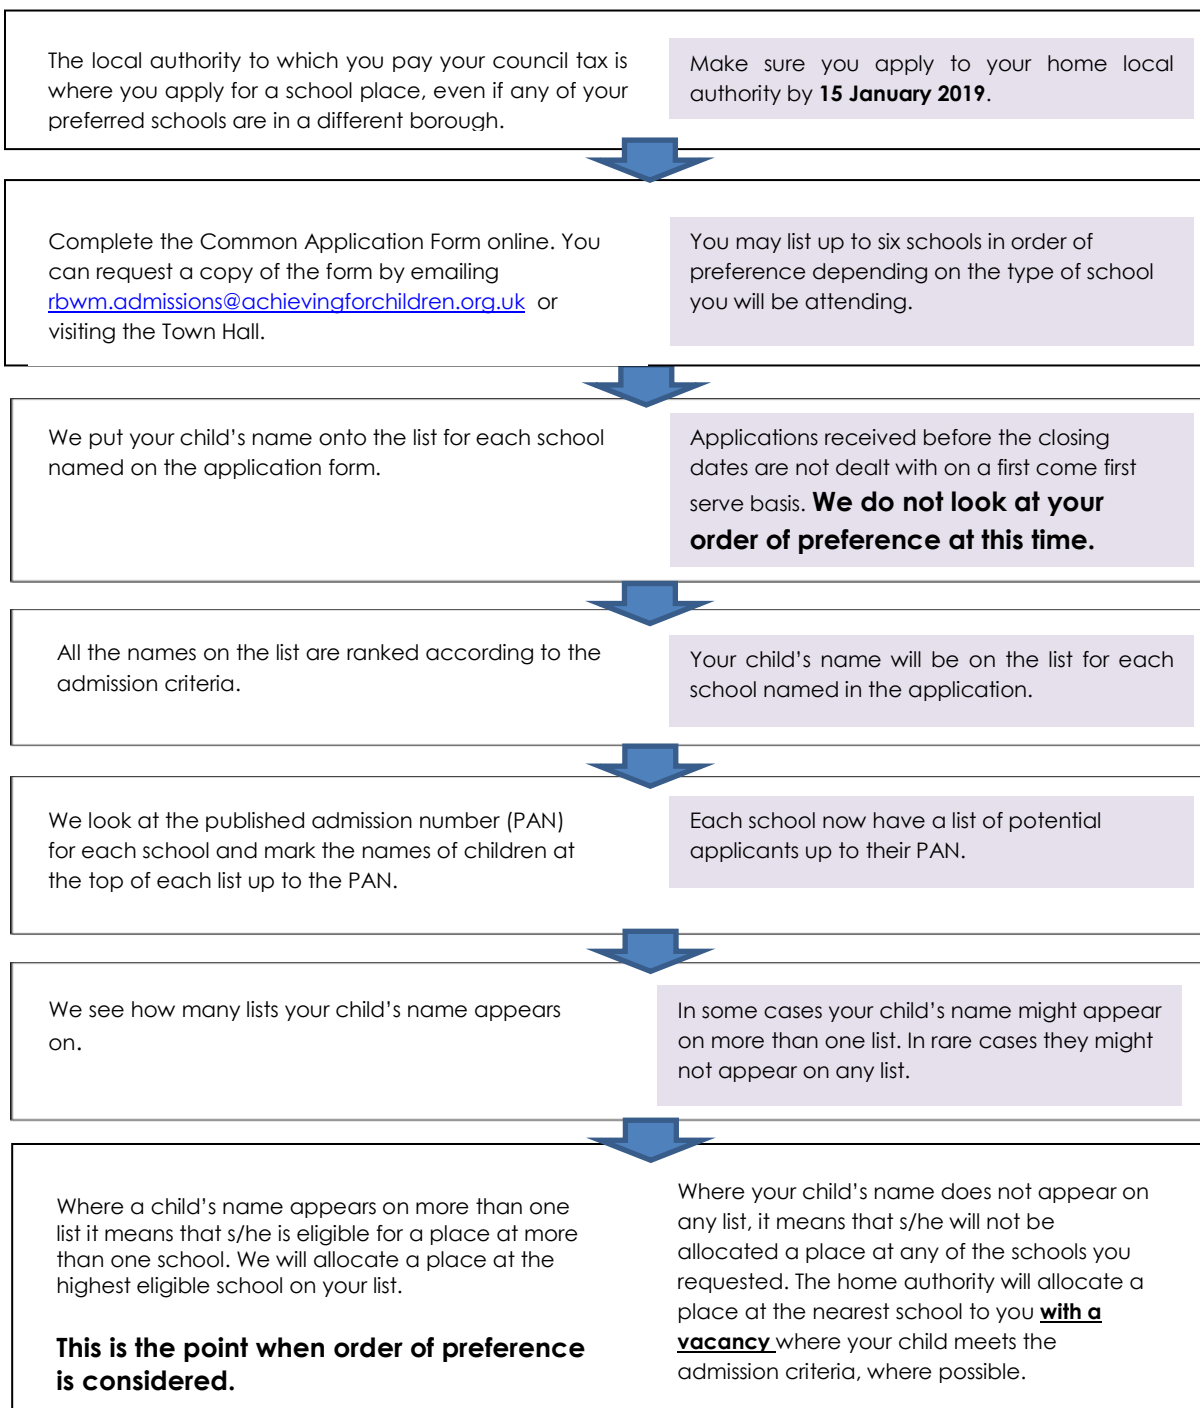 The local authority to which you pay your council tax is
where you apply for a school place, even if any of your
preferred schools are in a different borough.
Make sure you apply to your home local
authority by 15 January 2019.
Complete the Common Application Form online. You
can request a copy of the form by emailing
rbwm.admissions@achievingforchildren.org.uk or
visiting the Town Hall.
You may list up to six schools in order of
preference depending on the type of school
you will be attending.
We put your child's name onto the list for each school
named on the application form.
Applications received before the closing
dates are not dealt with on a first come first
serve basis. We do not look at your
order of preference at this time.
All the names on the list are ranked according to the
admission criteria.
Your child's name will be on the list for each
school named in the application.
We look at the published admission number (PAN)
for each school and mark the names of children at
the top of each list up to the PAN.
Each school now have a list of potential
applicants up to their PAN.
We see how many lists your child's name appears
on.
In some cases your child's name might appear
on more than one list. In rare cases they might
not appear on any list.
Where a child's name appears on more than one
list it means that s/he is eligible for a place at more
than one school. We will allocate a place at the
highest eligible school on your list.
This is the point when order of preference
is considered.
Where your child's name does not appear on
any list, it means that s/he will not be
allocated a place at any of the schools you
requested. The home authority will allocate a
place at the nearest school to you with a
vacancy where your child meets the
admission criteria, where possible.